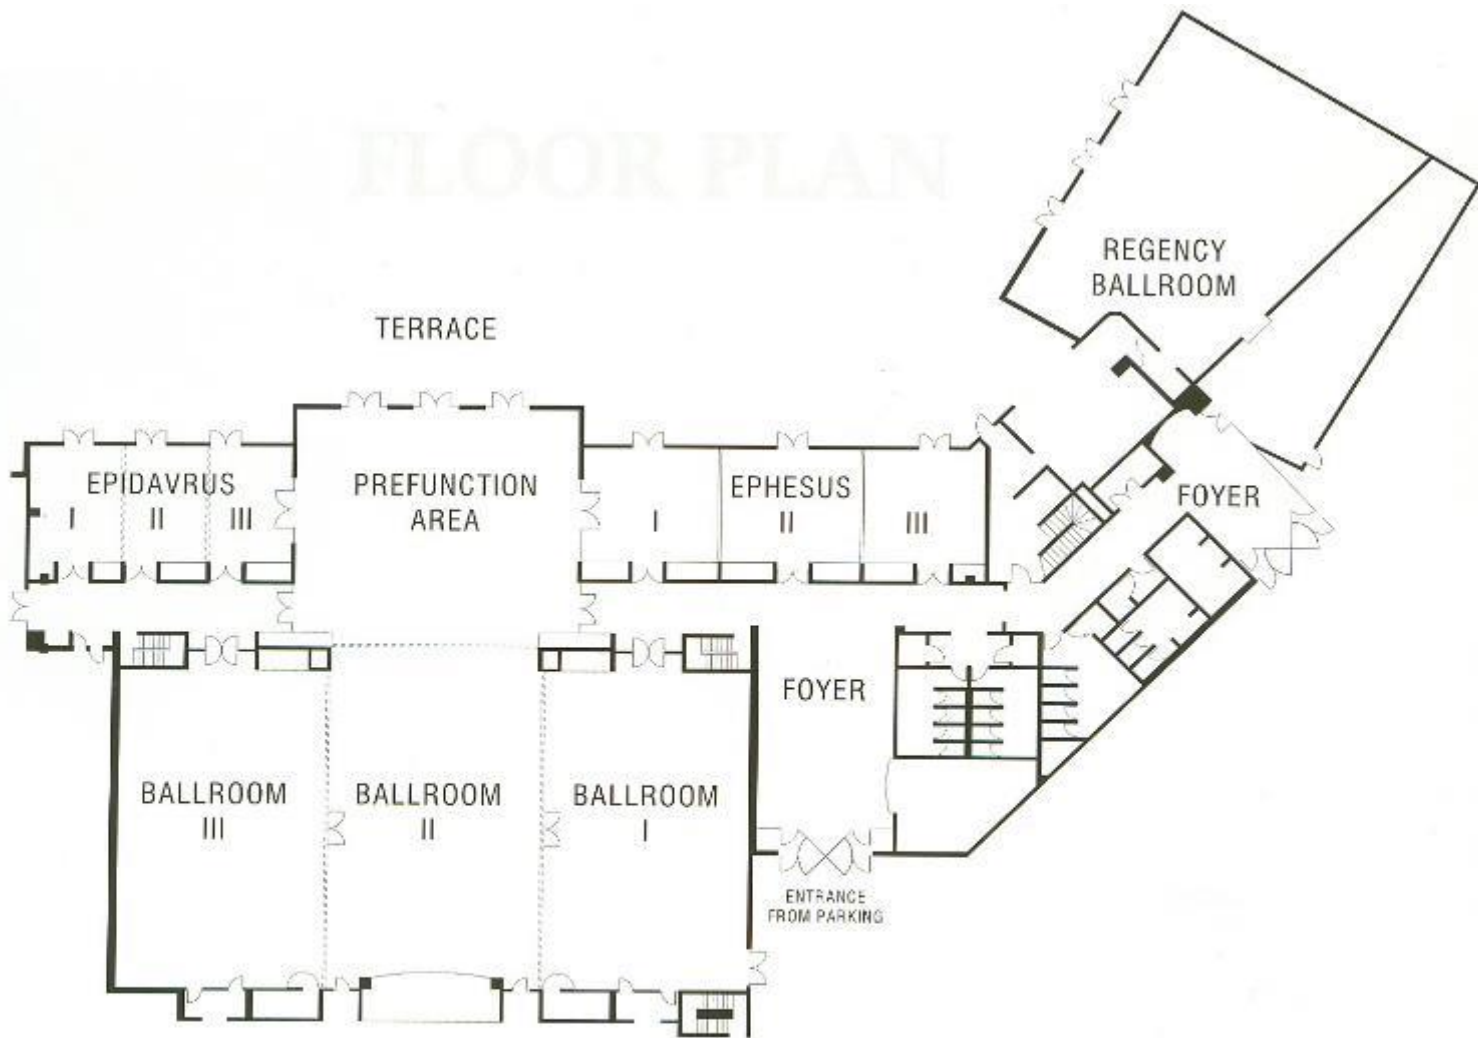 FLOOR PLAN
REGENCY
BALLROOM
TERRACE
EPIDAVRUS
I
II
III
PREFUNCTION
AREA
EPHESUS
I
II
III
FOYER
FOYER
BALLROOM
III
BALLROOM
II
BALLROOM
I
ENTRANCE
FROM PARKING